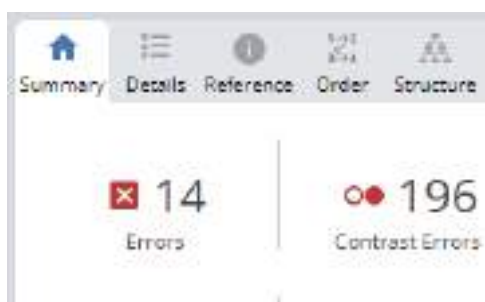 Summary Details Reference Order Structure
14 196
Errors Contrast Errors